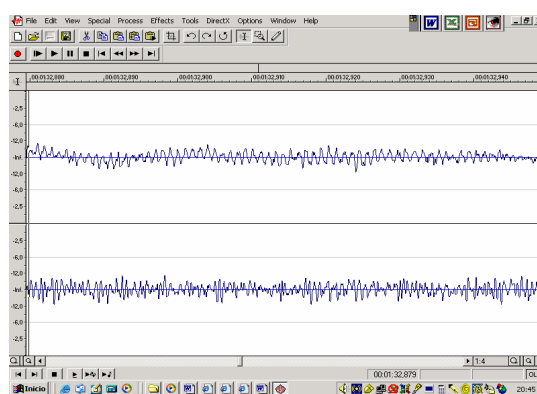 File Edit View Special Process Effects Tools DirectX Options Window Help
,00:01:32,880 ,00:01:32,890 ,00:01:32,900 ,00:01:32,910 ,00:01:32,920 ,00:01:32,930 ,00:01:32,940
-2,5
-6,0
-12,0
-Inf.
-12,0
-6,0
-2,5
-2,5
-6,0
-12,0
-Inf.
-12,0
-6,0
-2,5
1:4
00:01:32,879
Inicio 20:45